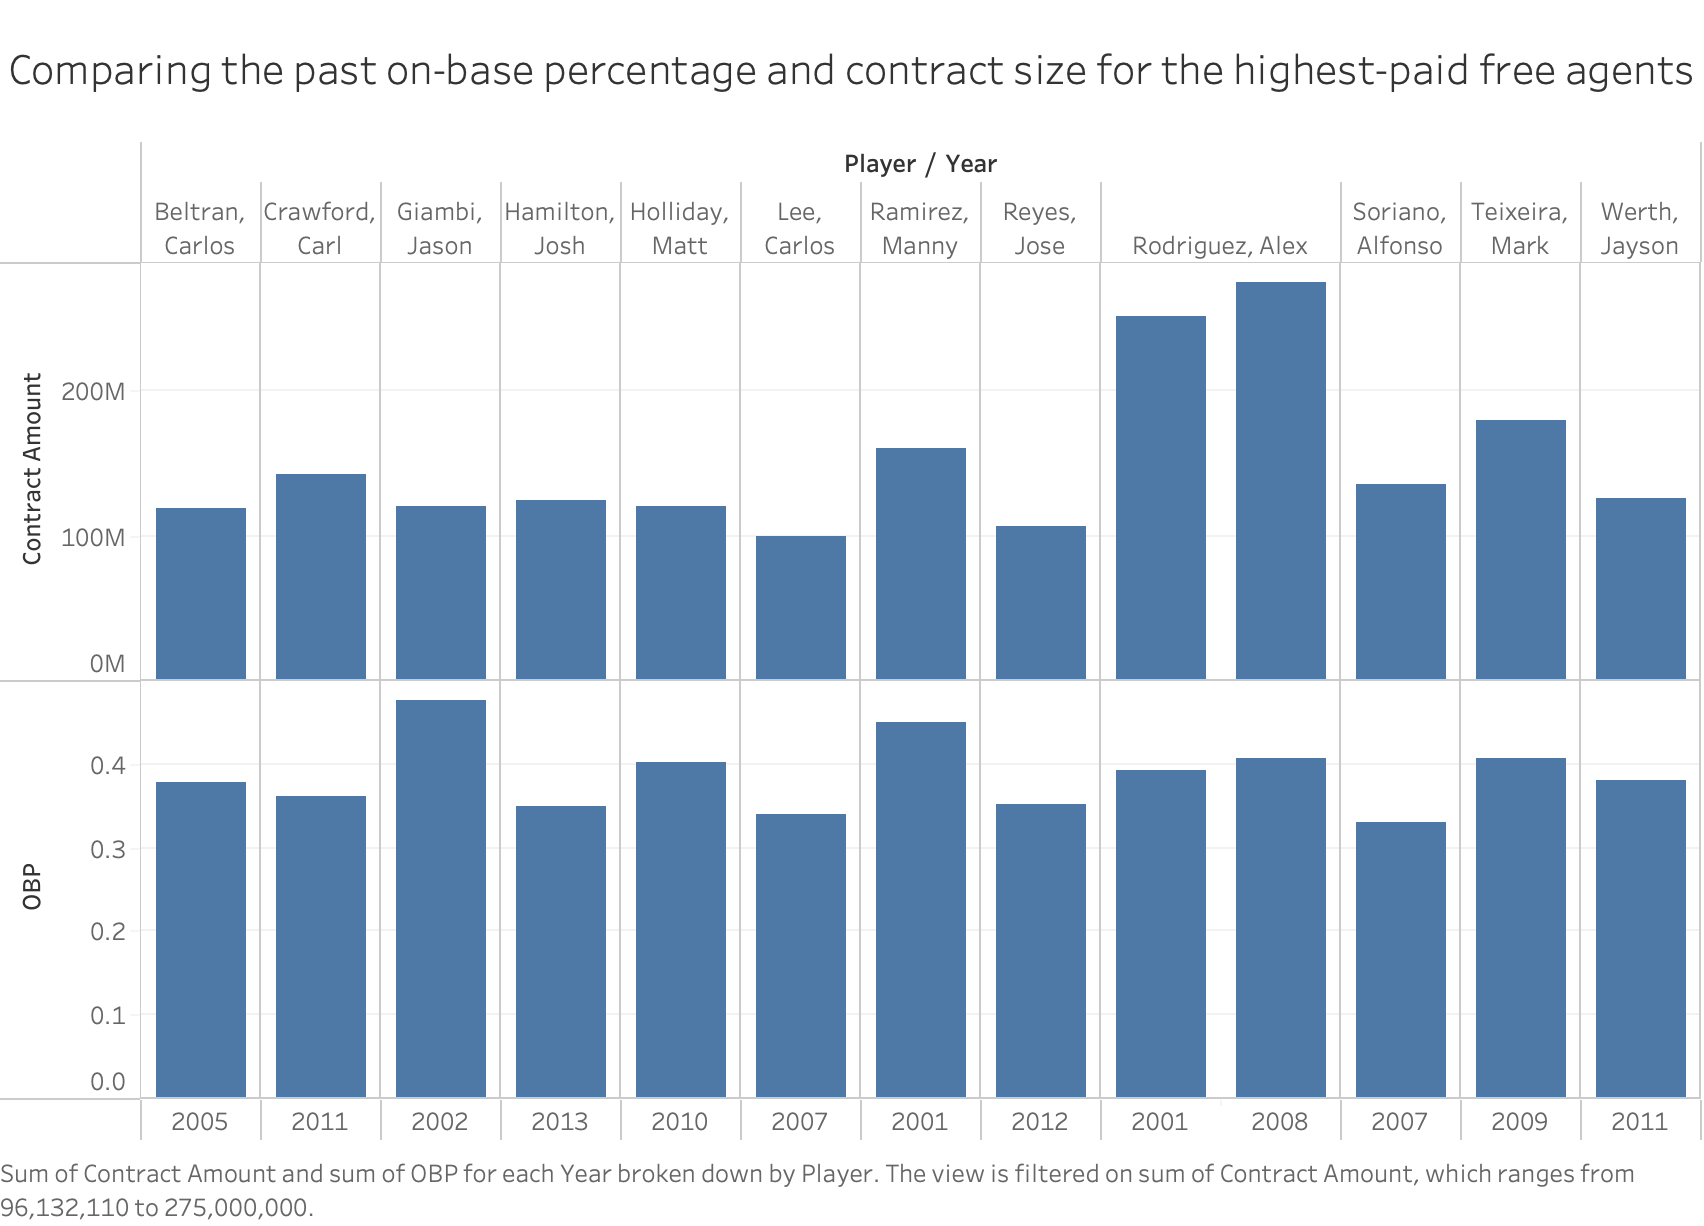 Comparing the past on-base percentage and contract size for the highest-paid free agents
Player / Year
Beltran,
Carlos
Crawford,
Carl
Giambi,
Jason
Hamilton,
Josh
Holliday,
Matt
Lee,
Carlos
Ramirez,
Manny
Reyes,
Jose
Rodriguez, Alex
Soriano,
Alfonso
Teixeira,
Mark
Werth,
Jayson
Contract Amount
200M
100M
0M
OBP
0.4
0.3
0.2
0.1
0.0
2005 2011 2002 2013 2010 2007 2001 2012 2001 2008 2007 2009 2011
Sum of Contract Amount and sum of OBP for each Year broken down by Player. The view is filtered on sum of Contract Amount, which ranges from
96,132,110 to 275,000,000.